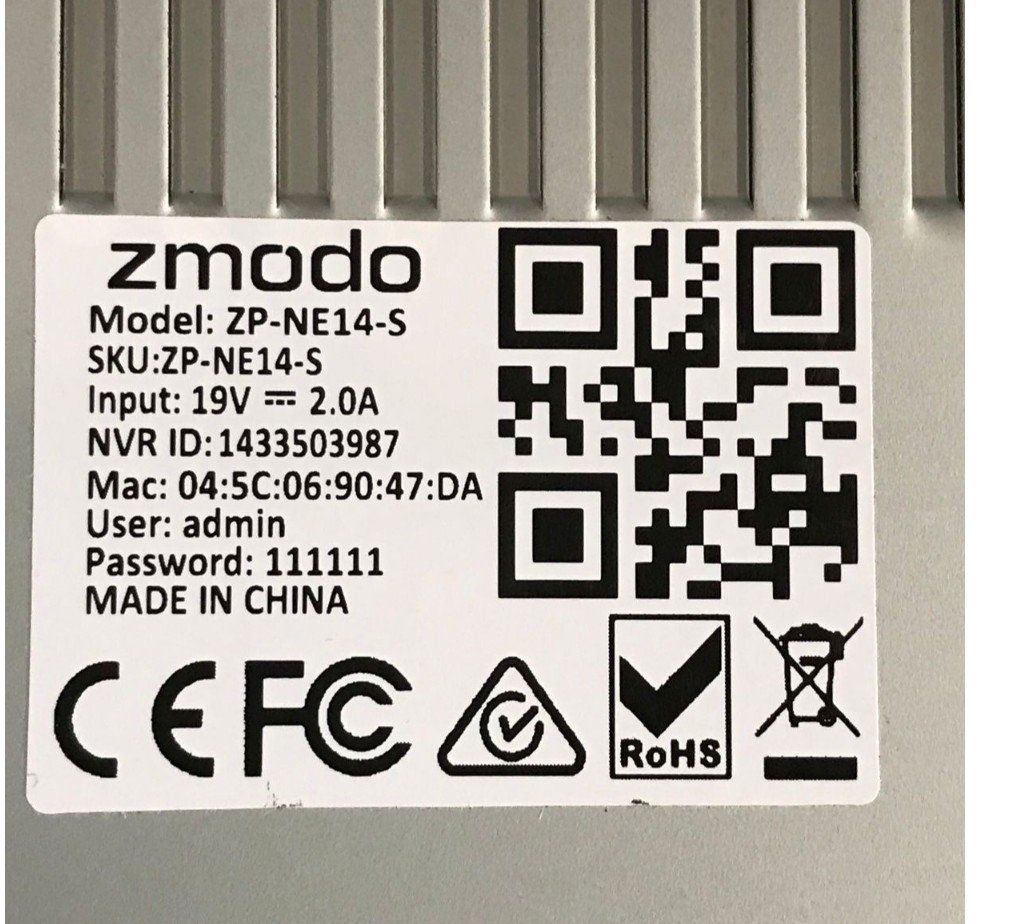 zmodo
Model: ZP-NE14-S
SKU:ZP-NE14-S
Input: 19V ⎓ 2.0A
NVR ID: 1433503987
Mac: 04:5C:06:90:47:DA
User: admin
Password: 111111
MADE IN CHINA
CE FC
RoHS